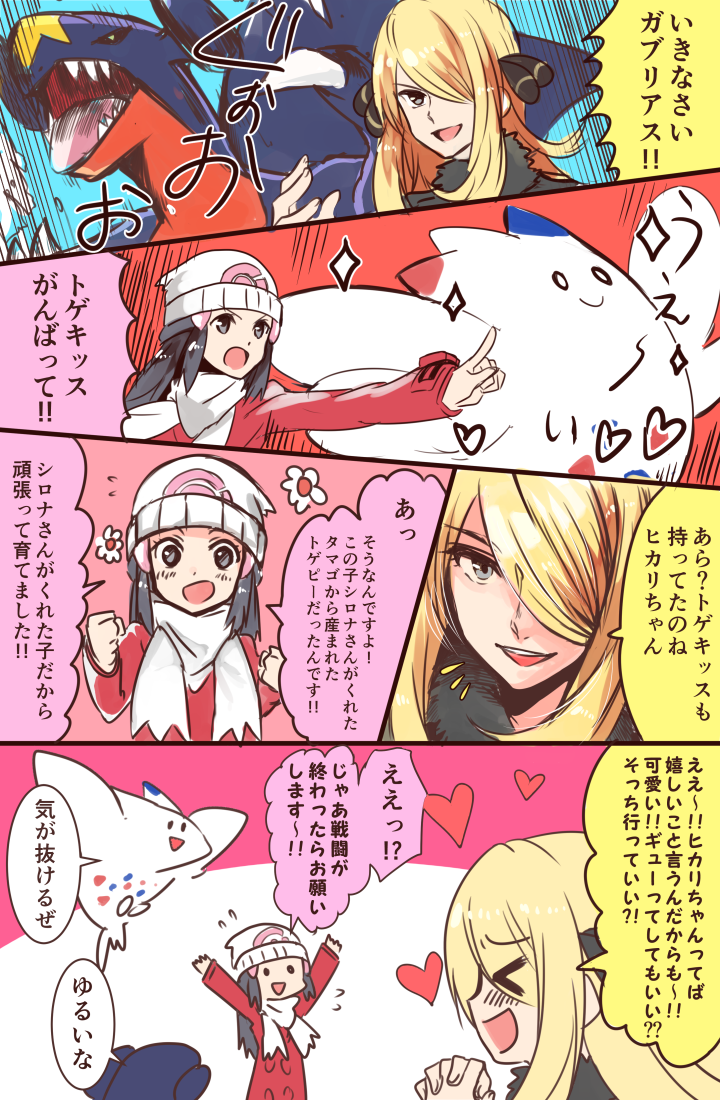 いきなさい
ガブリアス!!
ぐぉぉー
おお
トゲキッス
がんばって!!
うぇーい
あら?トゲキッスも
持ってたのね
ヒカリちゃん
あっ
そうなんですよ!
この子シロナさんがくれた
タマゴから産まれた
トゲピーだったんです!!
シロナさんがくれた子だから
頑張って育てました!!
ええ〜!!ヒカリちゃんってば
嬉しいこと言うんだからも〜!!
可愛い!!ギューってしてもいい??
そっち行っていい?!
ええっ!?
じゃあ戦闘が
終わったらお願い
します〜!!
気が抜けるぜ
ゆるいな